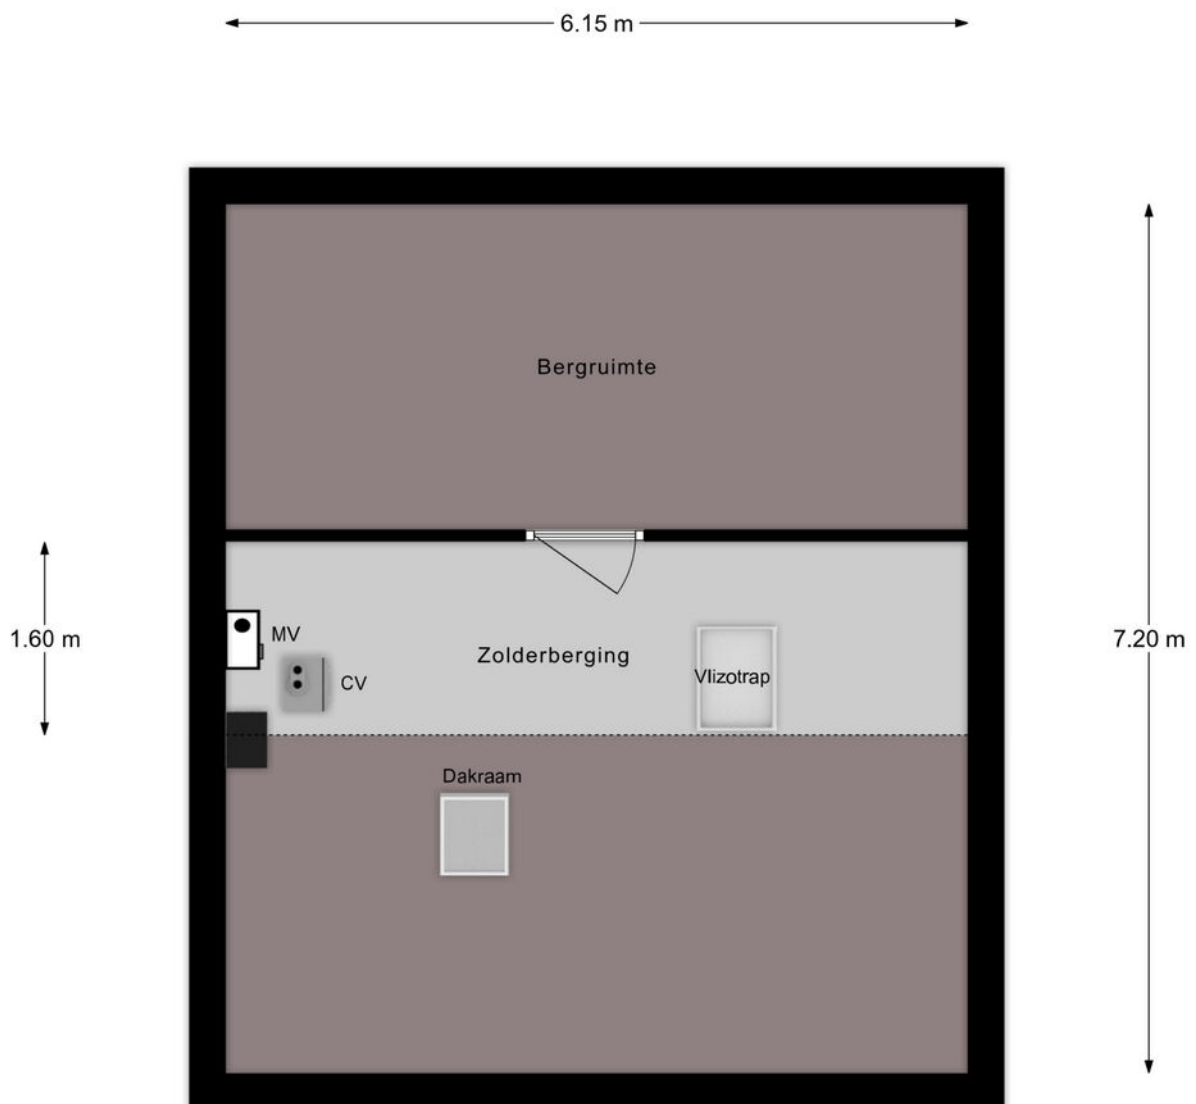 6.15 m
Bergruimte
1.60 m
MV
Zolderberging
7.20 m
CV
Vlizotrap
Dakraam